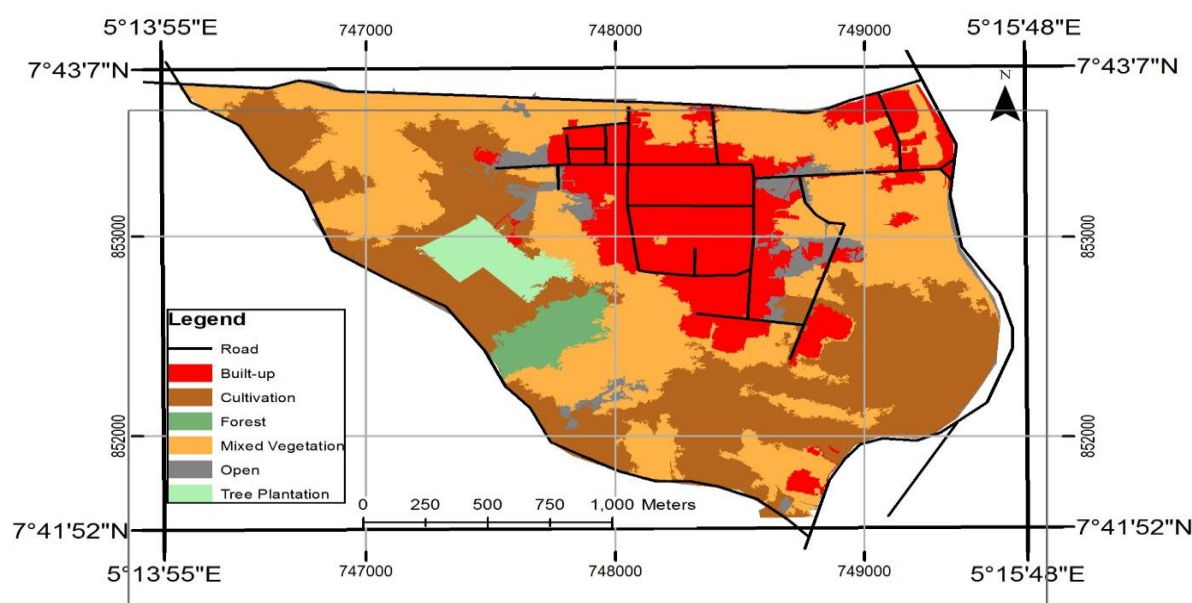 5°13'55"E 747000 748000 749000 5°15'48"E
7°43'7"N 7°43'7"N
N
853000 853000
Legend
Road
Built-up
Cultivation
Forest
Mixed Vegetation
Open
Tree Plantation
852000 852000
0 250 500 750 1,000 Meters
7°41'52"N 7°41'52"N
5°13'55"E 747000 748000 749000 5°15'48"E